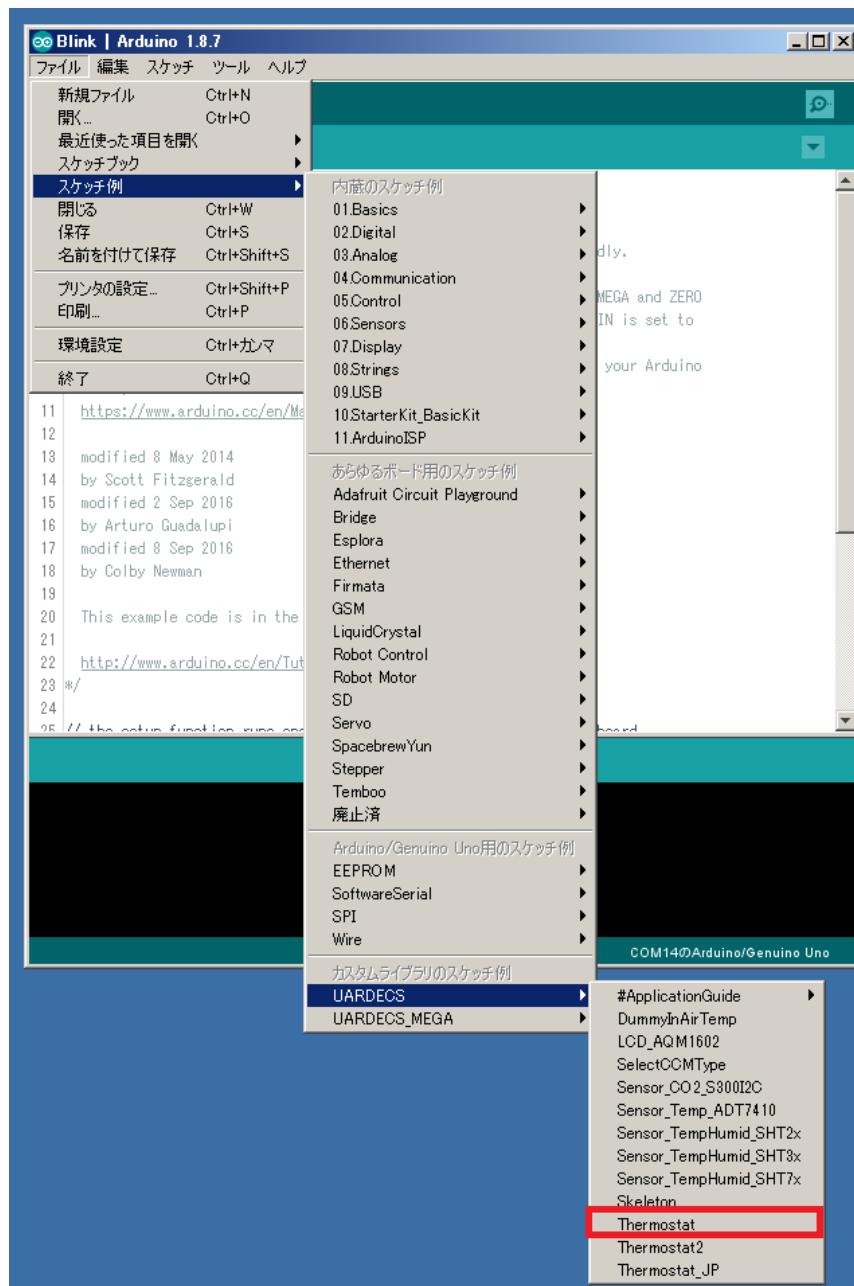 Blink | Arduino 1.8.7
ファイル 編集 スケッチ ツール ヘルプ
新規ファイル Ctrl+N
開く... Ctrl+O
最近使った項目を開く
スケッチブック
スケッチ例
閉じる Ctrl+W
保存 Ctrl+S
名前を付けて保存 Ctrl+Shift+S
プリンタの設定... Ctrl+Shift+P
印刷... Ctrl+P
環境設定 Ctrl+カンマ
終了 Ctrl+Q
内蔵のスケッチ例
01.Basics
02.Digital
03.Analog
04.Communication
05.Control
06.Sensors
07.Display
08.Strings
09.USB
10.StarterKit_BasicKit
11.ArduinoISP
あらゆるボード用のスケッチ例
Adafruit Circuit Playground
Bridge
Esplora
Ethernet
Firmata
GSM
LiquidCrystal
Robot Control
Robot Motor
SD
Servo
SpacebrewYun
Stepper
Temboo
廃止済
Arduino/Genuino Uno用のスケッチ例
EEPROM
SoftwareSerial
SPI
Wire
カスタムライブラリのスケッチ例
UARDECS
UARDECS_MEGA
#ApplicationGuide
DummyInAirTemp
LCD_AQM1602
SelectCCMType
Sensor_CO2_S300I2C
Sensor_Temp_ADT7410
Sensor_TempHumid_SHT2x
Sensor_TempHumid_SHT3x
Sensor_TempHumid_SHT7x
Skeleton
Thermostat
Thermostat2
Thermostat_JP
dly.
MEGA and ZERO
IN is set to
your Arduino
11 https://www.arduino.cc/en/Ma
12
13 modified 8 May 2014
14 by Scott Fitzgerald
15 modified 2 Sep 2016
16 by Arturo Guadalupi
17 modified 8 Sep 2016
18 by Colby Newman
19
20 This example code is in the
21
22 http://www.arduino.cc/en/Tut
23 */
24
25 // the setup function runs onc board
COM14のArduino/Genuino Uno